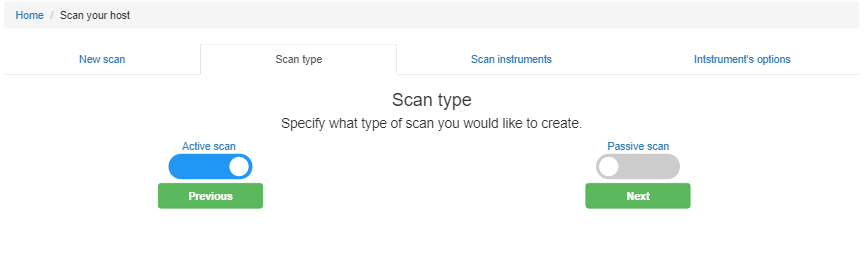 Home / Scan your host
New scan Scan type Scan instruments Intstrument's options
Scan type
Specify what type of scan you would like to create.
Active scan Passive scan
Previous Next